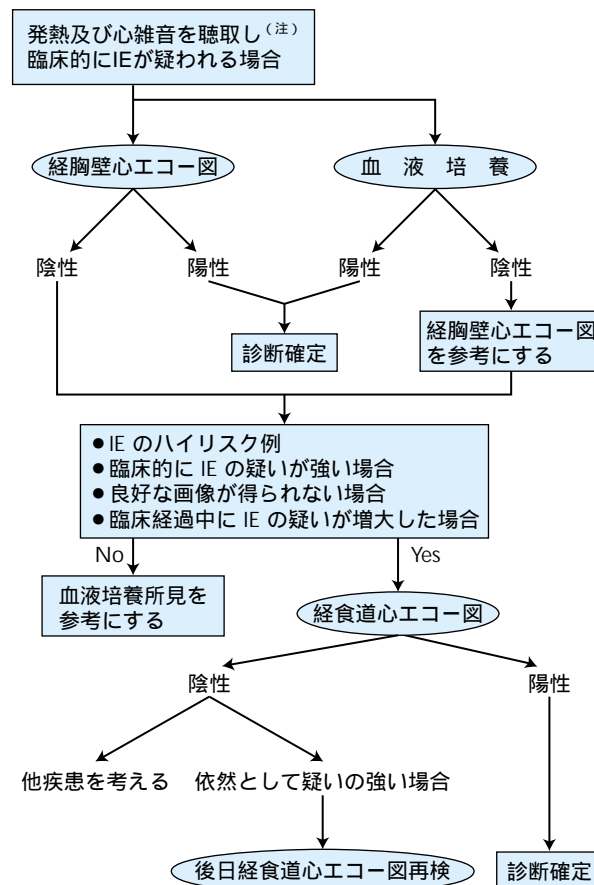 発熱及び心雑音を聴取し(注)
臨床的にIEが疑われる場合
経胸壁心エコー図
血 液 培 養
陰性
陽性
陽性
陰性
診断確定
経胸壁心エコー図
を参考にする
● IE のハイリスク例
● 臨床的に IE の疑いが強い場合
● 良好な画像が得られない場合
● 臨床経過中に IE の疑いが増大した場合
No
Yes
血液培養所見を
参考にする
経食道心エコー図
陰性
陽性
他疾患を考える
依然として疑いの強い場合
後日経食道心エコー図再検
診断確定